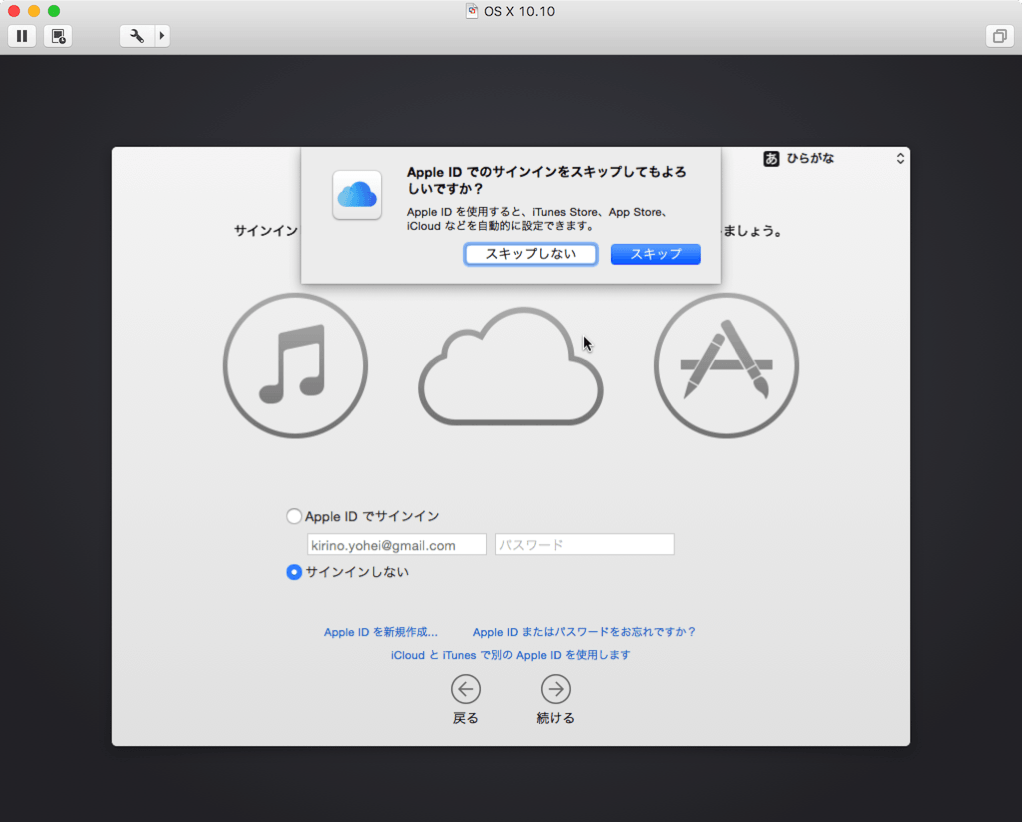 OS X 10.10
あ ひらがな
Apple ID でのサインインをスキップしてもよろ
しいですか？
Apple ID を使用すると、iTunes Store、App Store、
iCloud などを自動的に設定できます。
スキップしない スキップ
サインイン ましょう。
Apple ID でサインイン
kirino.yohei@gmail.com パスワード
サインインしない
Apple ID を新規作成... Apple ID またはパスワードをお忘れですか？
iCloud と iTunes で別の Apple ID を使用します
戻る 続ける